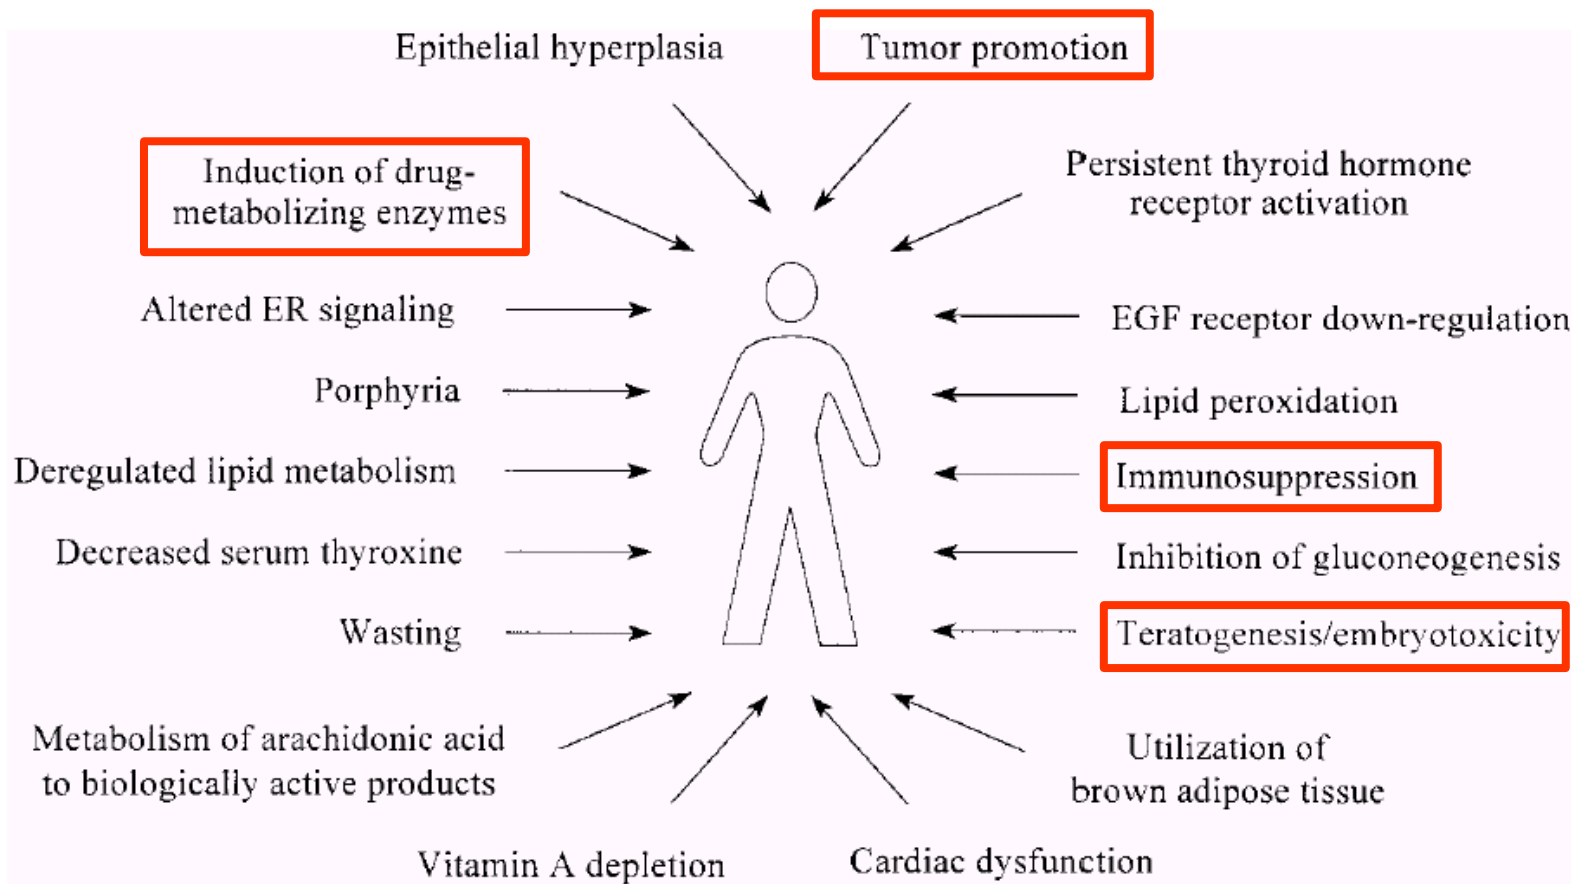 Epithelial hyperplasia
Tumor promotion
Induction of drug-
metabolizing enzymes
Persistent thyroid hormone
receptor activation
Altered ER signaling
EGF receptor down-regulation
Porphyria
Lipid peroxidation
Deregulated lipid metabolism
Immunosuppression
Decreased serum thyroxine
Inhibition of gluconeogenesis
Wasting
Teratogenesis/embryotoxicity
Metabolism of arachidonic acid
to biologically active products
Utilization of
brown adipose tissue
Vitamin A depletion
Cardiac dysfunction